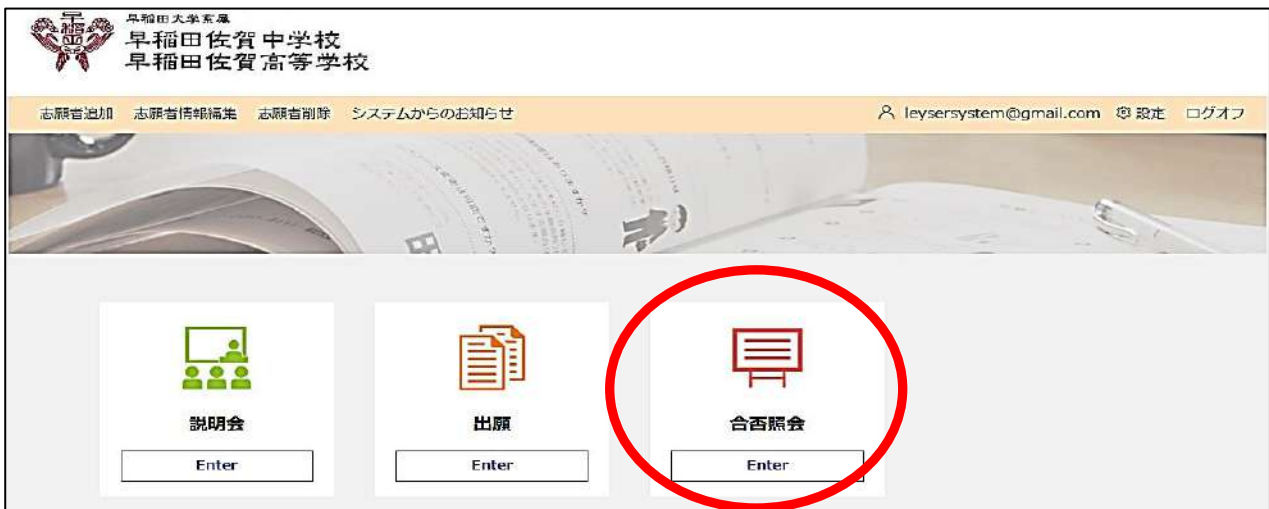 早稲田大学系属
早稲田佐賀中学校
早稲田佐賀高等学校
志願者追加 志願者情報編集 志願者削除 システムからのお知らせ leysersystem@gmail.com 設定 ログオフ
説明会 出願 合否照会
Enter Enter Enter